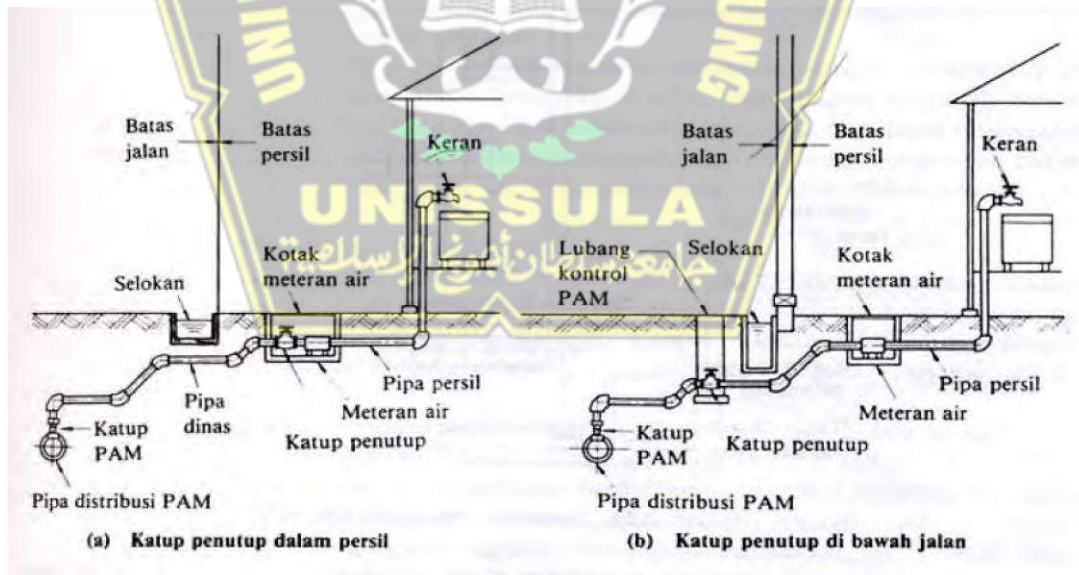 UNI
UNG
UNISSULA
جامعة سلطان أجونج الإسلامية
Batas
jalan
Batas
persil
Keran
Selokan
Kotak
meteran air
Pipa persil
Pipa
dinas
Meteran air
Katup
PAM
Katup penutup
Pipa distribusi PAM
(a) Katup penutup dalam persil
Batas
jalan
Batas
persil
Keran
Lubang
kontrol
PAM
Selokan
Kotak
meteran air
Pipa persil
Meteran air
Katup
PAM
Katup penutup
Pipa distribusi PAM
(b) Katup penutup di bawah jalan